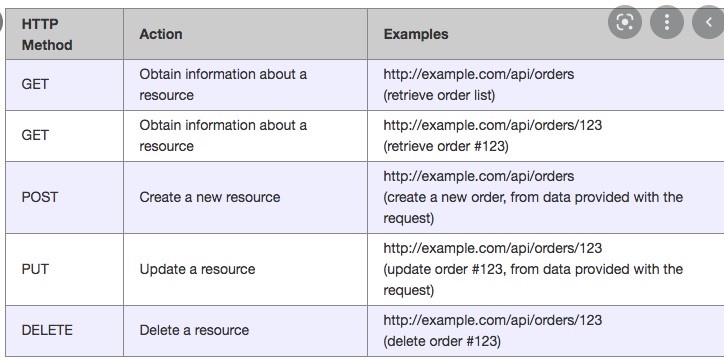 HTTP
Method
Action
Examples
GET
Obtain information about a
resource
http://example.com/api/orders
(retrieve order list)
GET
Obtain information about a
resource
http://example.com/api/orders/123
(retrieve order #123)
POST
Create a new resource
http://example.com/api/orders
(create a new order, from data provided with the
request)
PUT
Update a resource
http://example.com/api/orders/123
(update order #123, from data provided with the
request)
DELETE
Delete a resource
http://example.com/api/orders/123
(delete order #123)